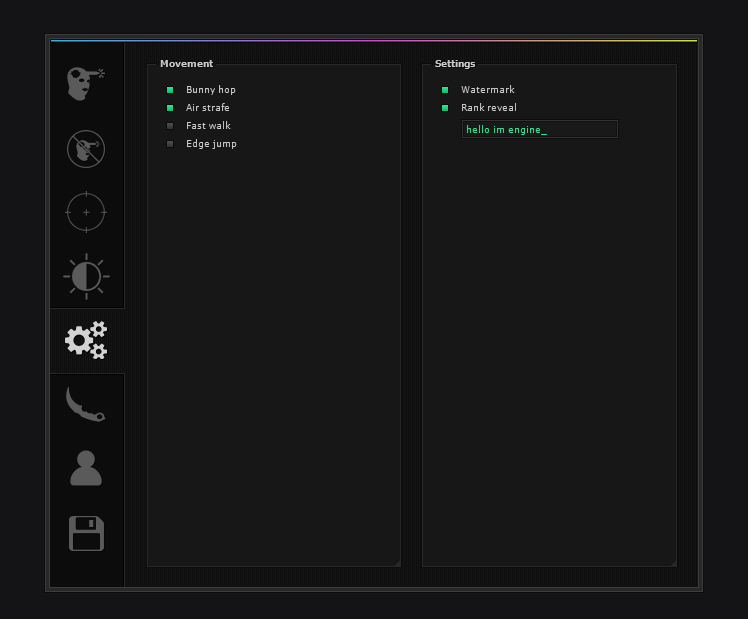 Movement
Bunny hop
Air strafe
Fast walk
Edge jump
Settings
Watermark
Rank reveal
hello im engine_